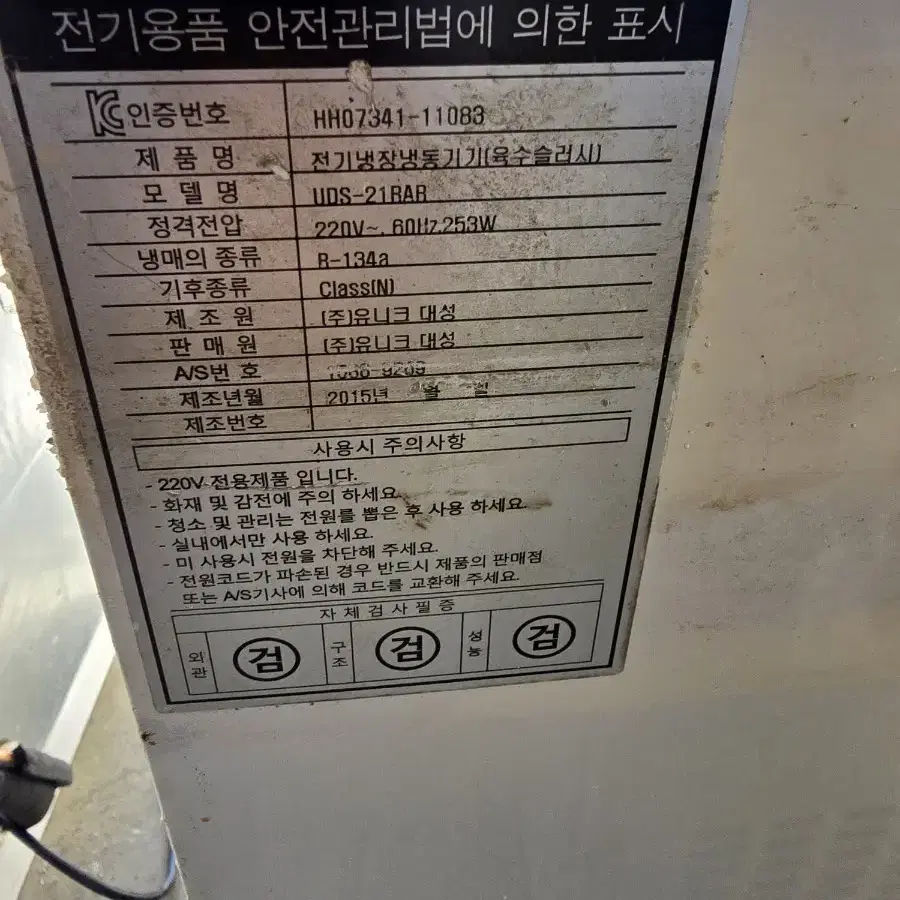 전기용품 안전관리법에 의한 표시
KC 인증번호 HH07341-11083
제 품 명 전기냉장냉동기기(육수슬러시)
모 델 명 UDS-21RAR
정격전압 220V~, 60Hz,253W
냉매의 종류 R-134a
기후종류 Class(N)
제 조 원 (주)유니크 대성
판 매 원 (주)유니크 대성
A/S번 호
제조년월 2015년 월 일
제조번호
사용시 주의사항
- 220V 전용제품 입니다.
- 화재 및 감전에 주의 하세요.
- 청소 및 관리는 전원을 뽑은 후 사용 하세요.
- 실내에서만 사용 하세요.
- 미 사용시 전원을 차단해 주세요.
- 전원코드가 파손된 경우 반드시 제품의 판매점
또는 A/S기사에 의해 코드를 교환해 주세요.
자 체 검 사 필 증
외관 검 구조 검 성능 검